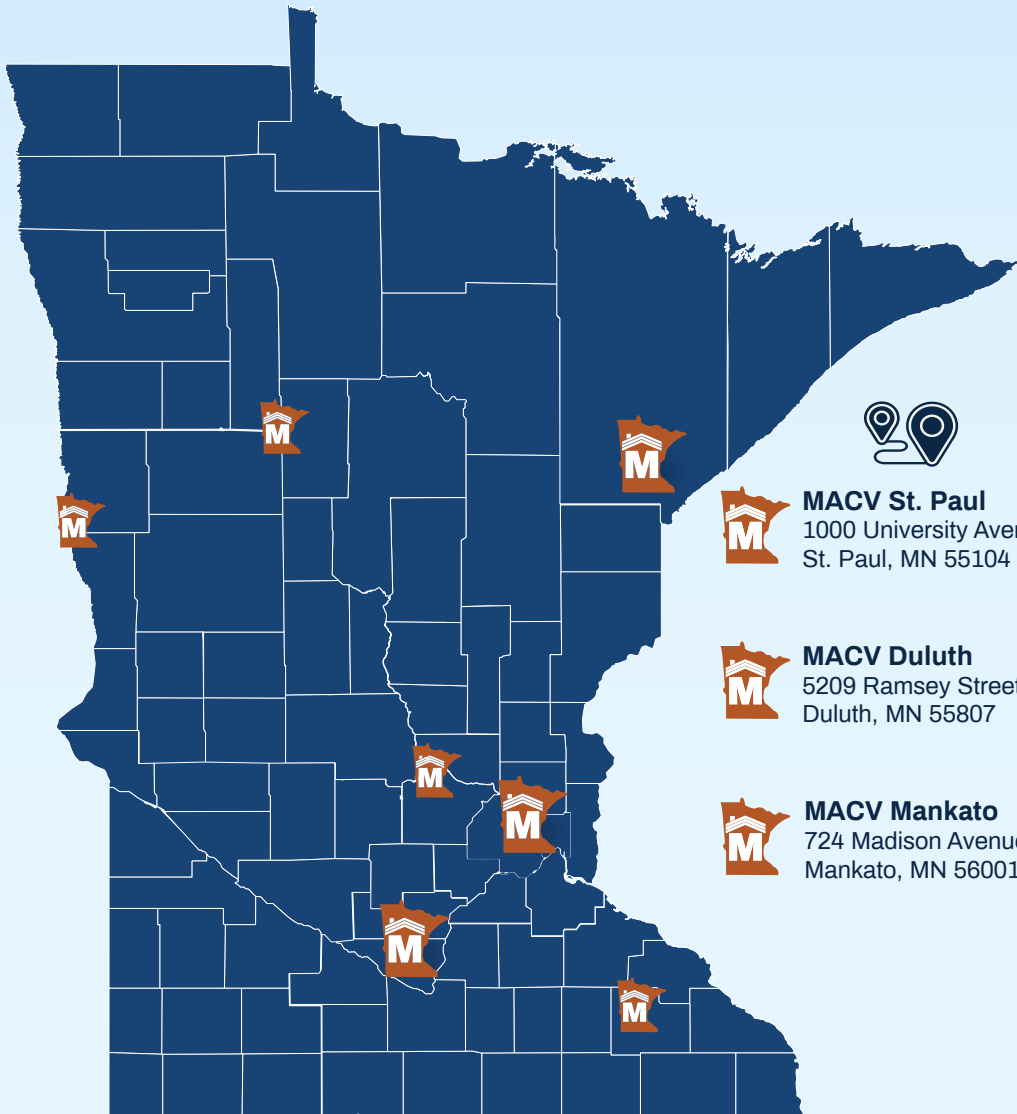 M
M
M
M
M
M
M
M
MACV St. Paul
1000 University
St. Paul, MN 55104
M
MACV Duluth
5209 Ramsey Street
Duluth, MN 55807
M
MACV Mankato
724 Madison Avenue
Mankato, MN 56001